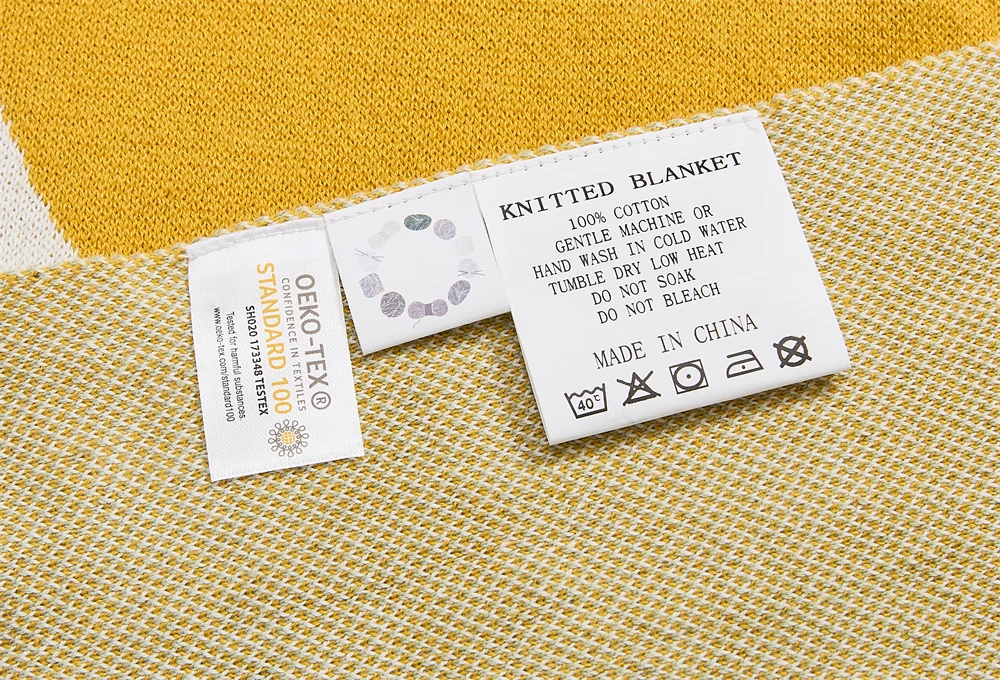 OEKO-TEX®
CONFIDENCE IN TEXTILES
STANDARD 100
SH020 173348 TESTEX
Tested for harmful substances.
www.oeko-tex.com/standard100
KNITTED BLANKET
100% COTTON
GENTLE MACHINE OR
HAND WASH IN COLD WATER
TUMBLE DRY LOW HEAT
DO NOT SOAK
DO NOT BLEACH
MADE IN CHINA
40℃